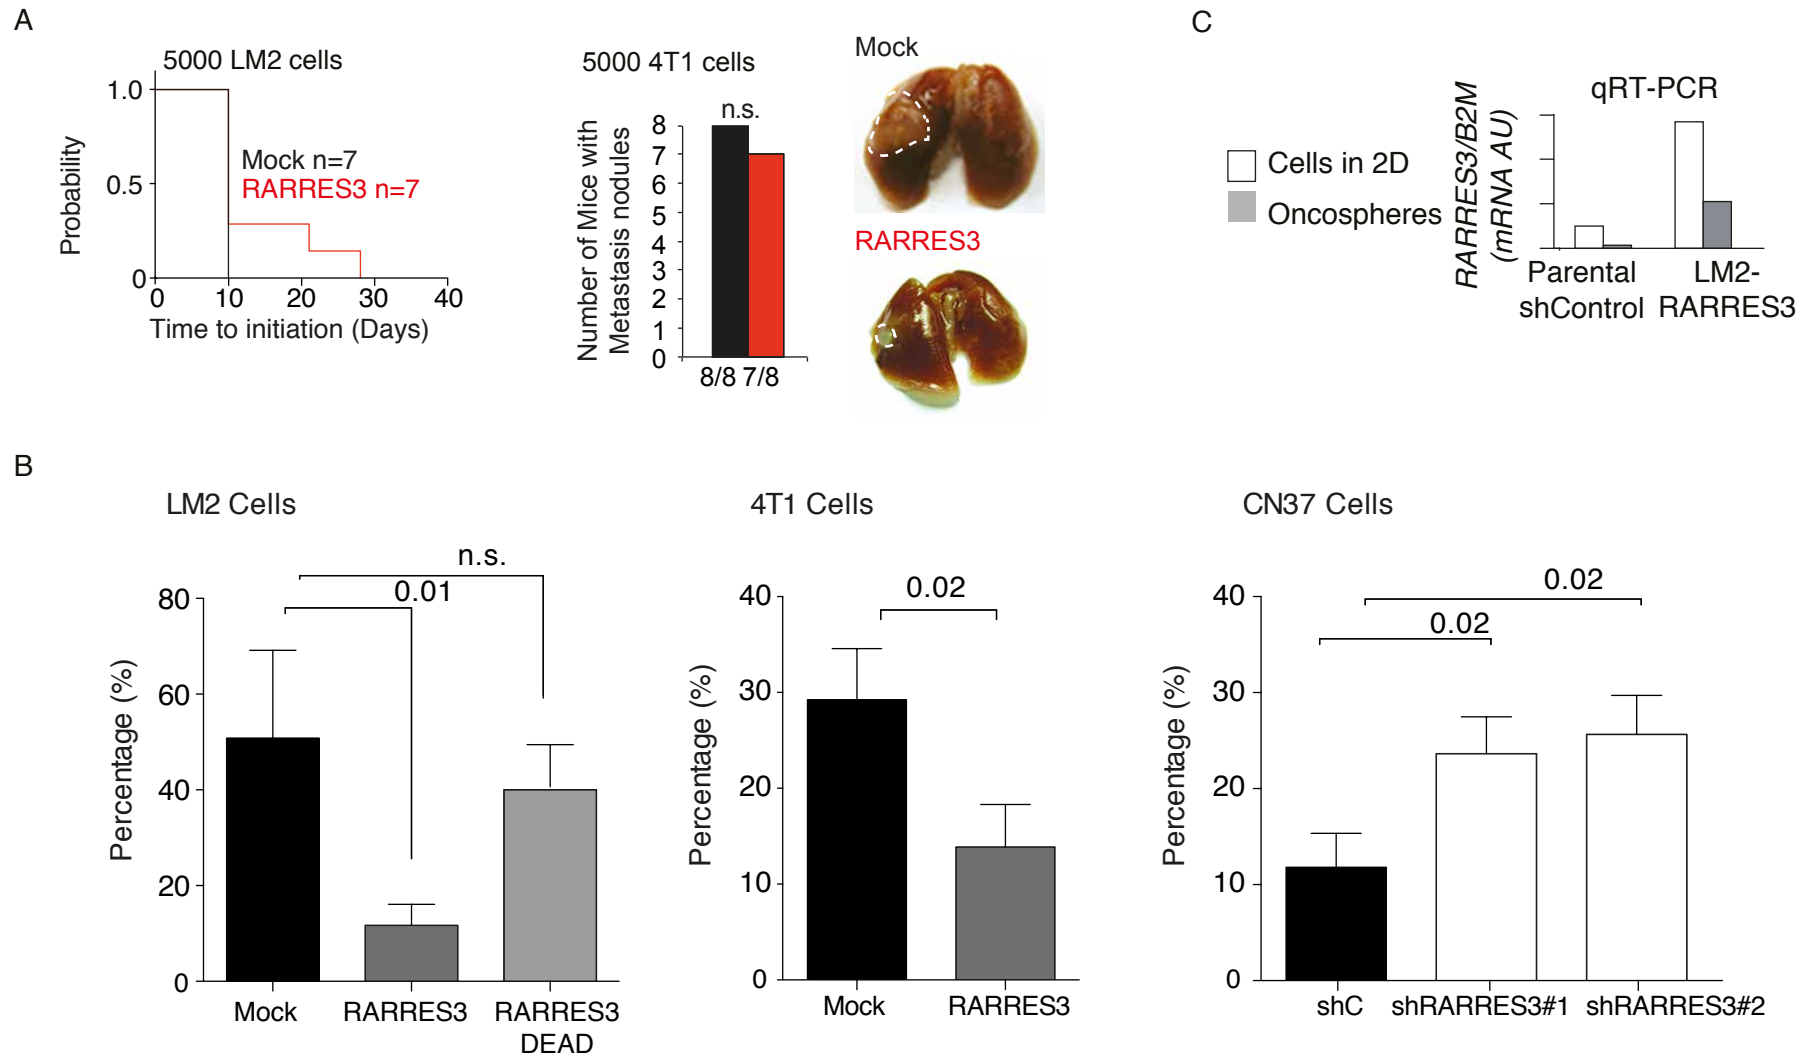 A
5000 LM2 cells
1.0
0.5
0
Probability
Mock n=7
RARRES3 n=7
0 10 20 30 40
Time to initiation (Days)
5000 4T1 cells
n.s.
8
7
6
5
4
3
2
1
0
Number of Mice with
Metastasis nodules
8/8 7/8
Mock
RARRES3
C
qRT-PCR
Cells in 2D
Oncospheres
RARRES3/B2M
(mRNA AU)
Parental
shControl
LM2-
RARRES3
B
LM2 Cells
n.s.
0.01
80
60
40
20
0
Percentage (%)
Mock
RARRES3
RARRES3
DEAD
4T1 Cells
0.02
40
30
20
10
0
Percentage (%)
Mock
RARRES3
CN37 Cells
0.02
0.02
40
30
20
10
0
Percentage (%)
shC
shRARRES3#1
shRARRES3#2